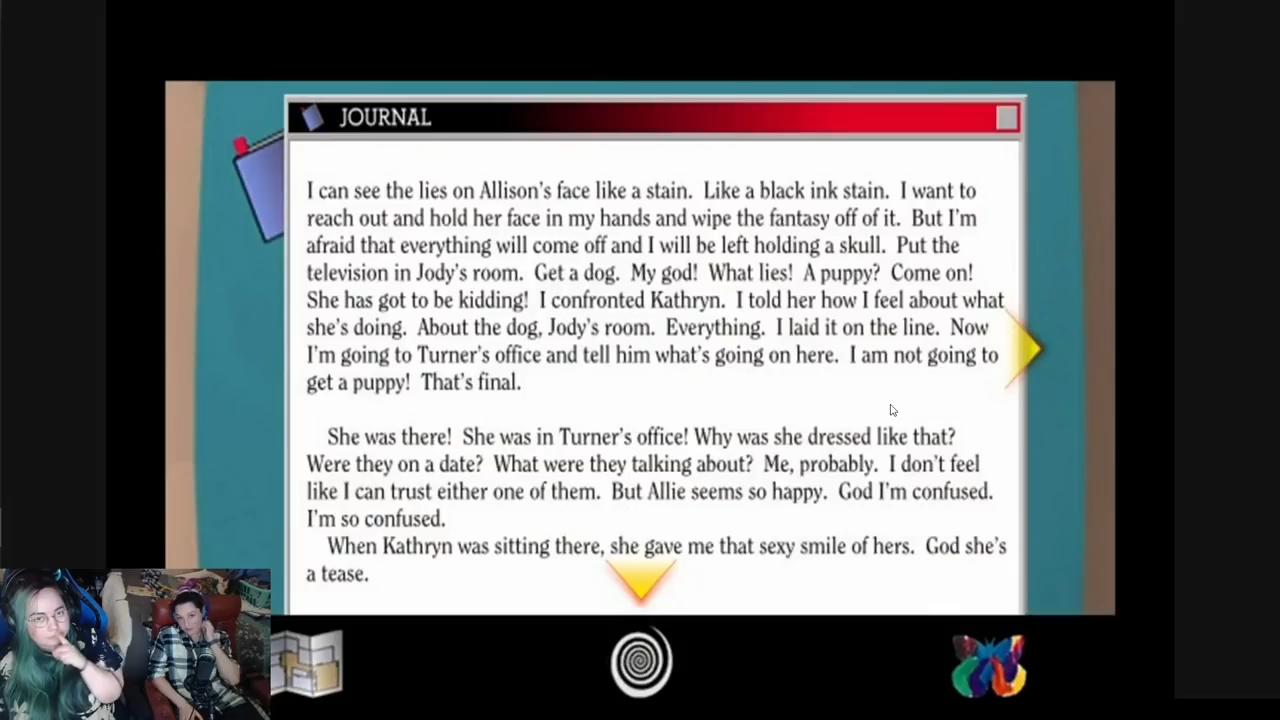 JOURNAL
I can see the lies on Allison's face like a stain.  Like a black ink stain.  I want to
reach out and hold her face in my hands and wipe the fantasy off of it.  But I'm
afraid that everything will come off and I will be left holding a skull.  Put the
television in Jody's room.  Get a dog.  My god!  What lies!  A puppy?  Come on!
She has got to be kidding!  I confronted Kathryn.  I told her how I feel about what
she's doing.  About the dog, Jody's room.  Everything.  I laid it on the line.  Now
I'm going to Turner's office and tell him what's going on here.  I am not going to
get a puppy!  That's final.
She was there!  She was in Turner's office! Why was she dressed like that?
Were they on a date?  What were they talking about?  Me, probably.  I don't feel
like I can trust either one of them.  But Allie seems so happy.  God I'm confused.
I'm so confused.
When Kathryn was sitting there, she gave me that sexy smile of hers.  God she's
a tease.